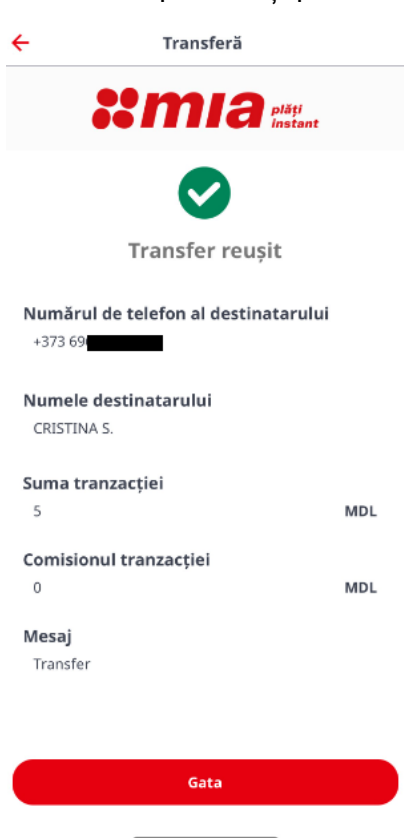 Transferă
mia plăți
instant
Transfer reușit
Numărul de telefon al destinatarului
+373 69
Numele destinatarului
CRISTINA S.
Suma tranzacției
5 MDL
Comisionul tranzacției
0 MDL
Mesaj
Transfer
Gata